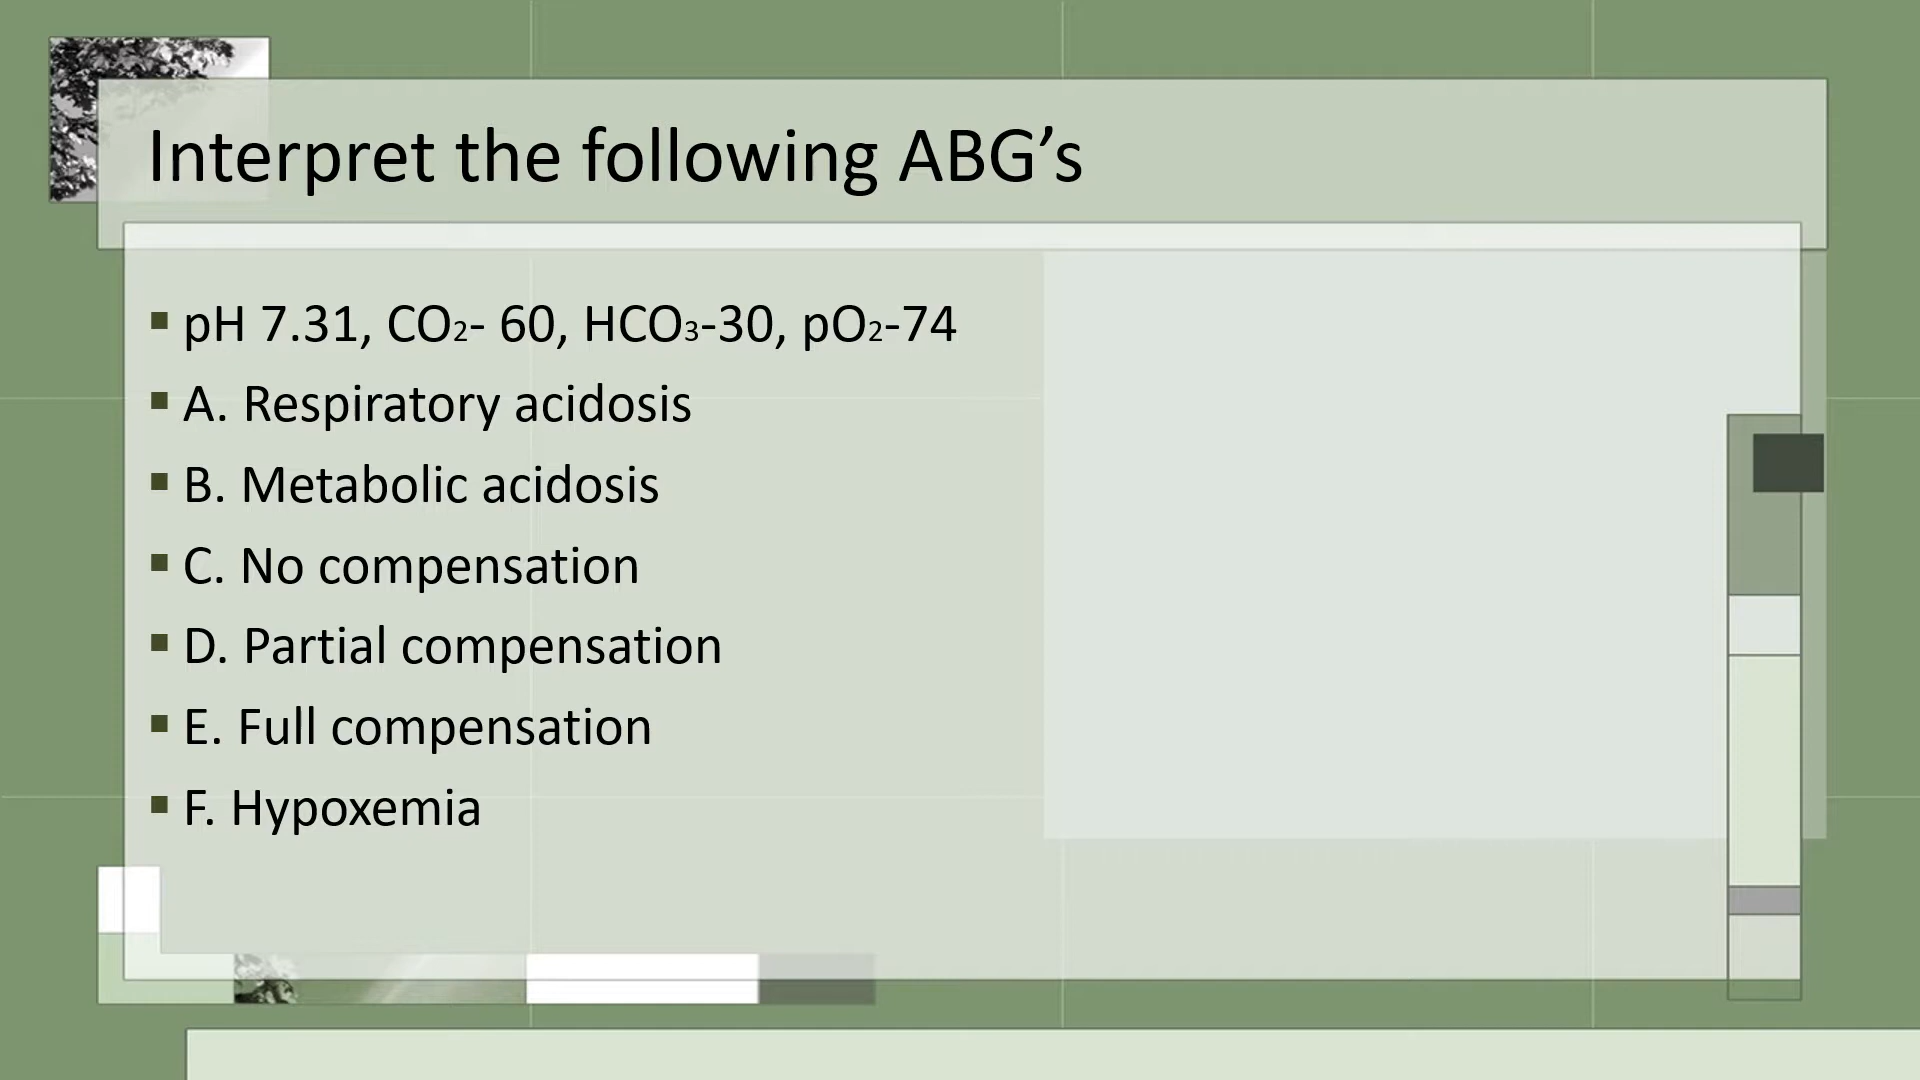 Interpret the following ABG’s
▪ pH 7.31, CO₂- 60, HCO₃-30, pO₂-74
▪ A. Respiratory acidosis
▪ B. Metabolic acidosis
▪ C. No compensation
▪ D. Partial compensation
▪ E. Full compensation
▪ F. Hypoxemia